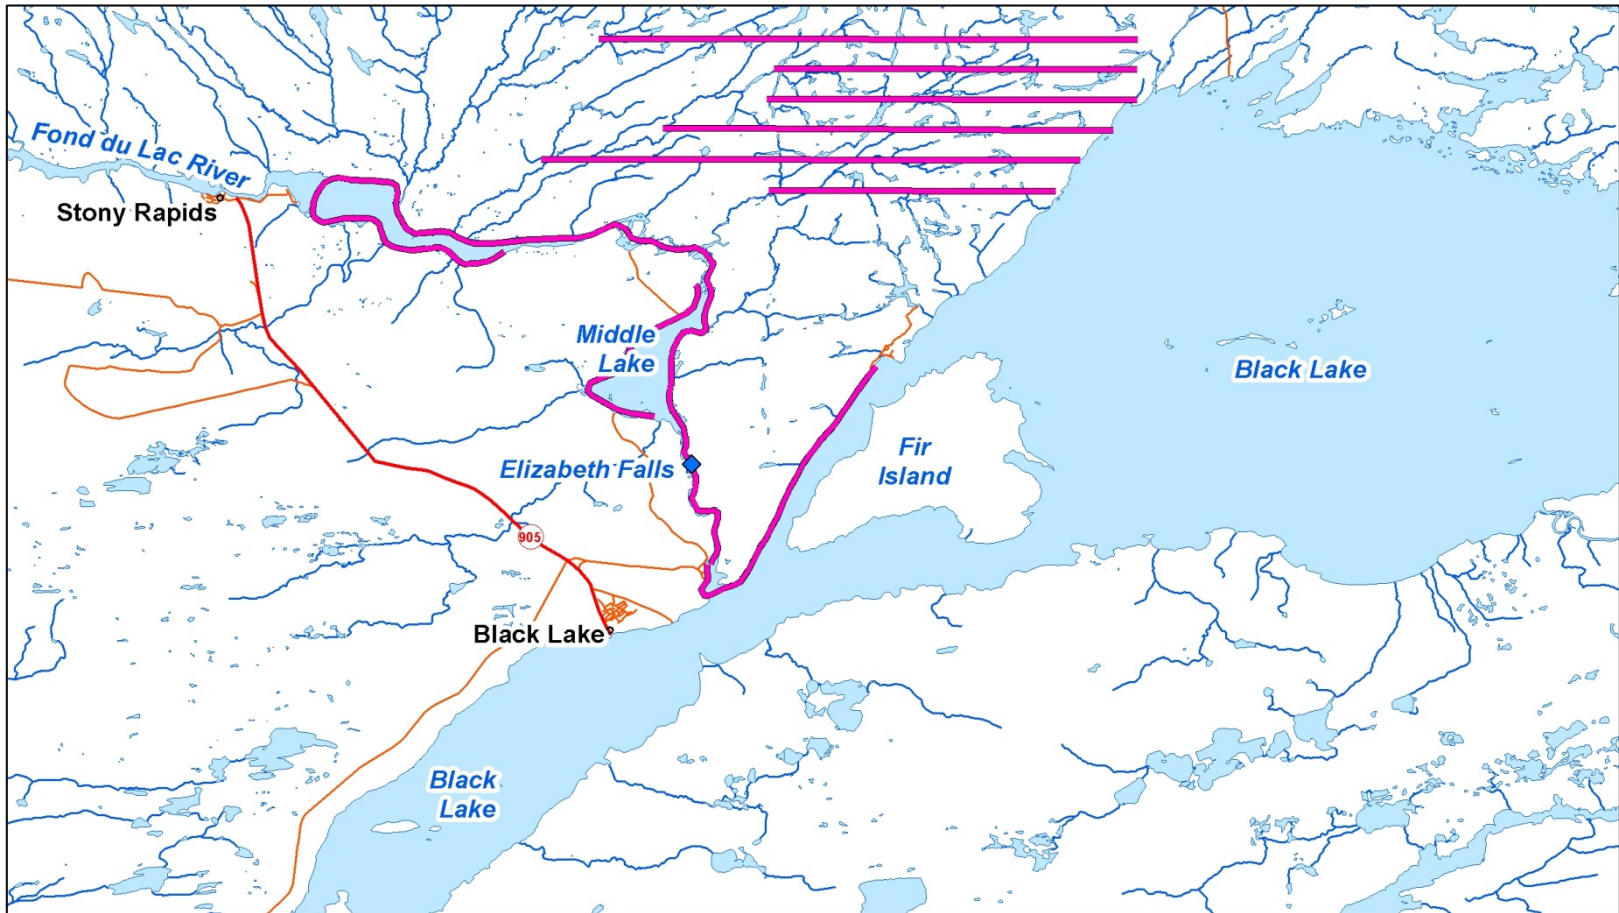 Fond du Lac River
Stony Rapids
Middle
Lake
Black Lake
Fir
Island
Elizabeth Falls
905
Black Lake
Black
Lake